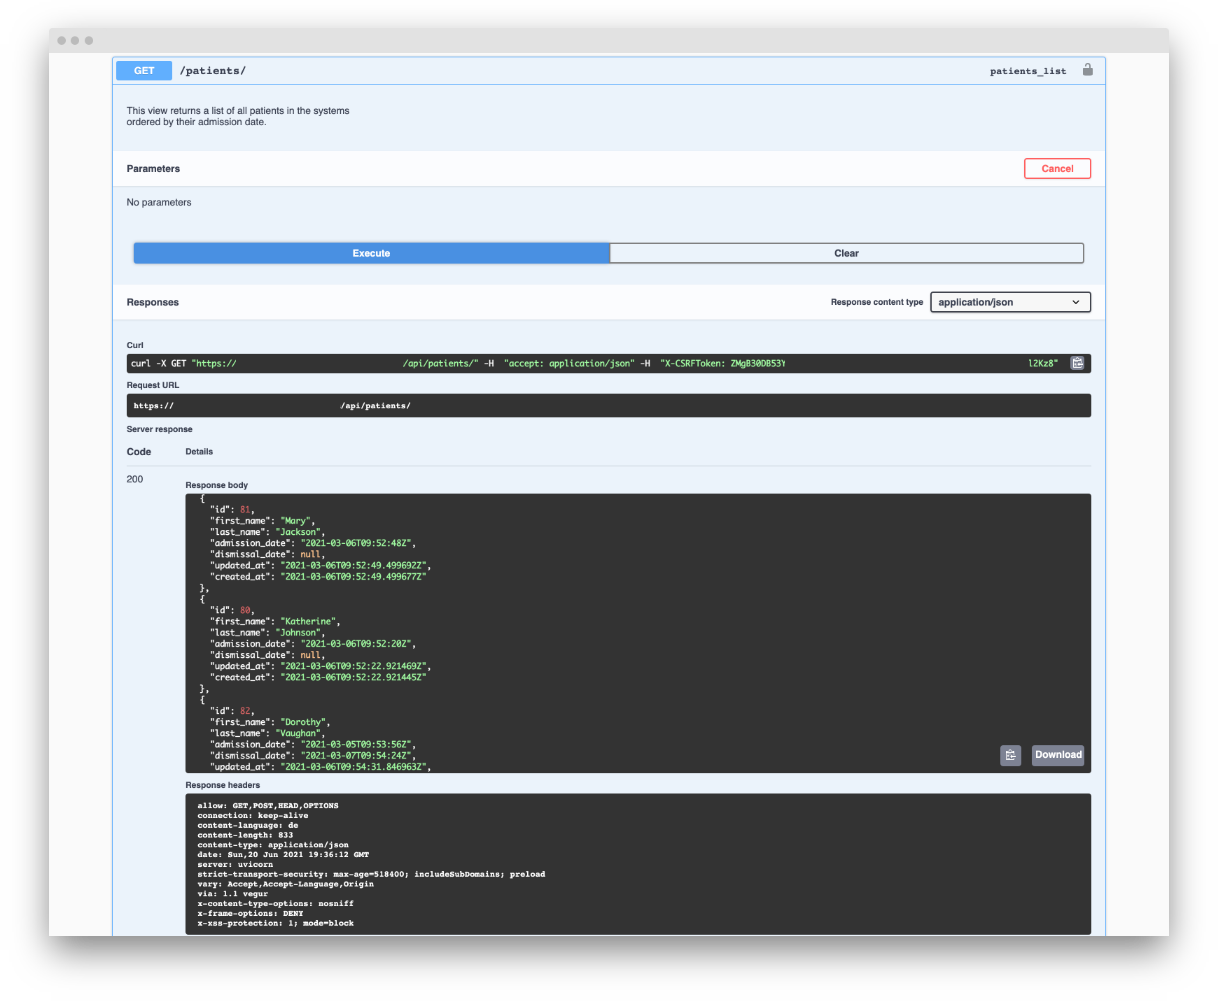 GET /patients/ patients_list
This view returns a list of all patients in the systems
ordered by their admission date.
Parameters Cancel
No parameters
Execute Clear
Responses Response content type application/json
Curl
curl -X GET "https:// /api/patients/" -H "accept: application/json" -H "X-CSRFToken: ZMgB30DB53Y l2Kz8"
Request URL
https:// /api/patients/
Server response
Code Details
200
Response body
{
"id": 81,
"first_name": "Mary",
"last_name": "Jackson",
"admission_date": "2021-03-06T09:52:48Z",
"dismissal_date": null,
"updated_at": "2021-03-06T09:52:49.499692Z",
"created_at": "2021-03-06T09:52:49.499677Z"
},
{
"id": 80,
"first_name": "Katherine",
"last_name": "Johnson",
"admission_date": "2021-03-06T09:52:20Z",
"dismissal_date": null,
"updated_at": "2021-03-06T09:52:22.921469Z",
"created_at": "2021-03-06T09:52:22.921445Z"
},
{
"id": 82,
"first_name": "Dorothy",
"last_name": "Vaughan",
"admission_date": "2021-03-05T09:53:56Z",
"dismissal_date": "2021-03-07T09:54:24Z",
"updated_at": "2021-03-06T09:54:31.846963Z",
Download
Response headers
allow: GET,POST,HEAD,OPTIONS
connection: keep-alive
content-language: de
content-length: 833
content-type: application/json
date: Sun,20 Jun 2021 19:36:12 GMT
server: uvicorn
strict-transport-security: max-age=518400; includeSubDomains; preload
vary: Accept,Accept-Language,Origin
via: 1.1 vegur
x-content-type-options: nosniff
x-frame-options: DENY
x-xss-protection: 1; mode=block